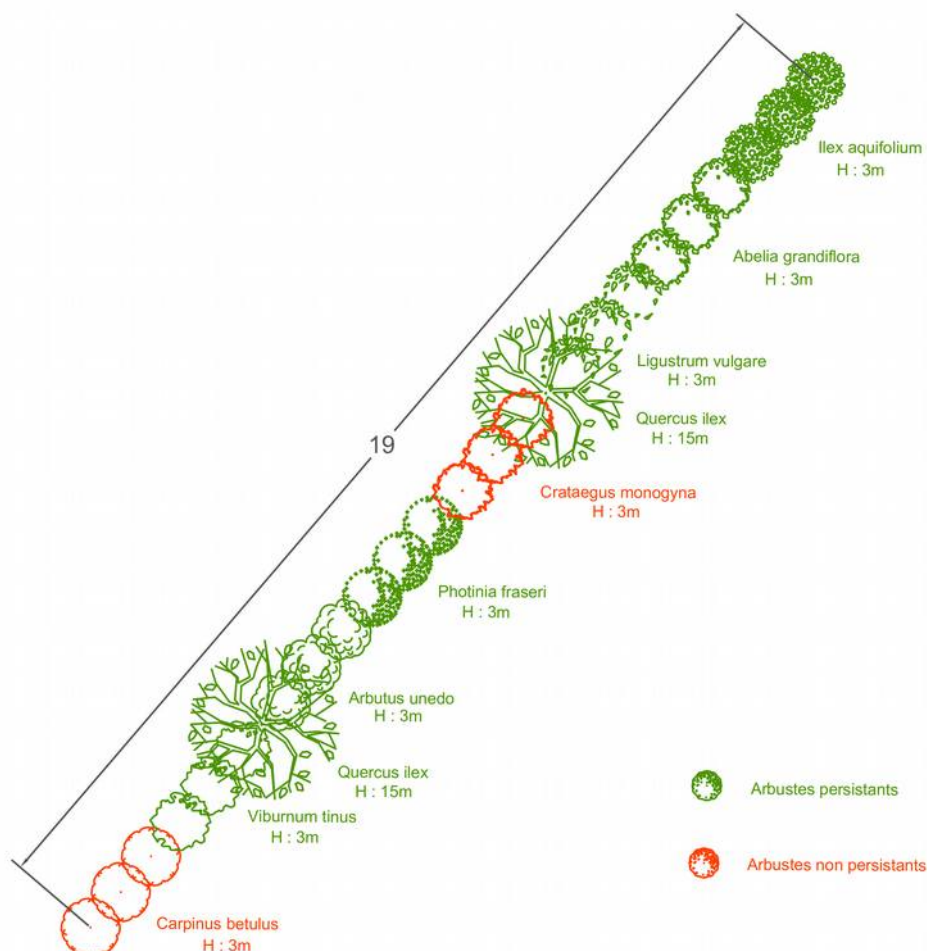 Ilex aquifolium
H : 3m
Abelia grandiflora
H : 3m
Ligustrum vulgare
H : 3m
Quercus ilex
H : 15m
19
Crataegus monogyna
H : 3m
Photinia fraseri
H : 3m
Arbutus unedo
H : 3m
Quercus ilex
H : 15m
Viburnum tinus
H : 3m
Arbustes persistants
Arbustes non persistants
Carpinus betulus
H : 3m